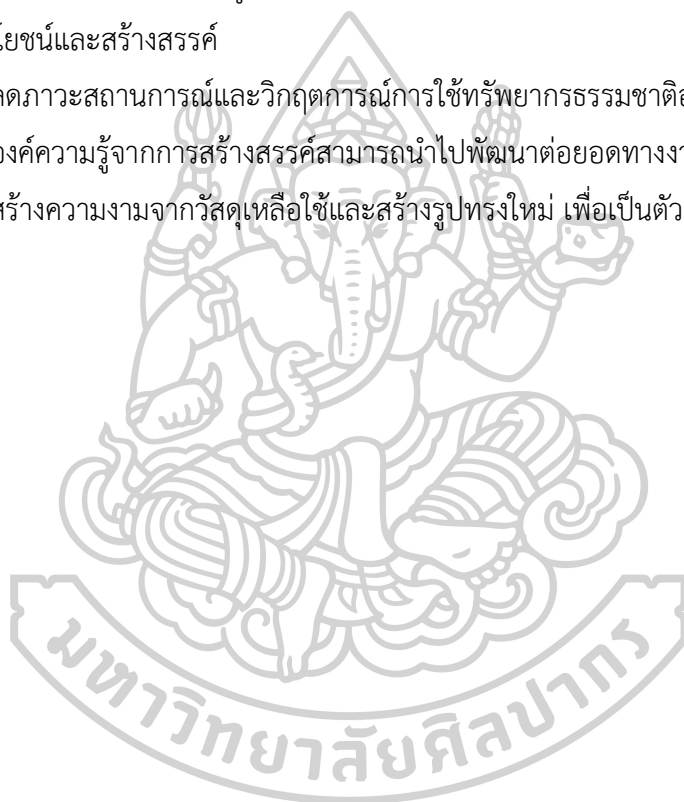 โยชน์และสร้างสรรค์
ลดภาวะสถานการณ์และวิกฤตการณ์การใช้ทรัพยากรธรรมชาติ
องค์ความรู้จากการสร้างสรรค์สามารถนำไปพัฒนาต่อยอดทาง
สร้างความงามจากวัสดุเหลือใช้และสร้างรูปทรงใหม่ เพื่อเป็นตัว
มหาวิทยาลัยศิลปากร